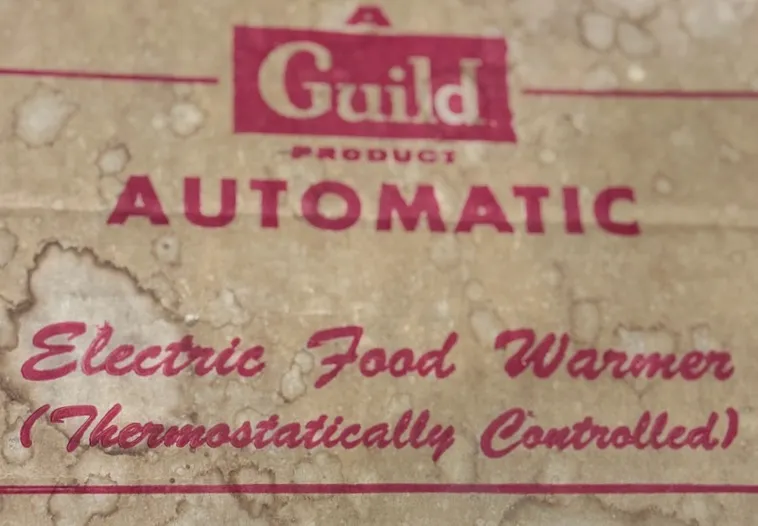 A
Guild
PRODUCT
AUTOMATIC
Electric Food Warmer
(Thermostatically Controlled)